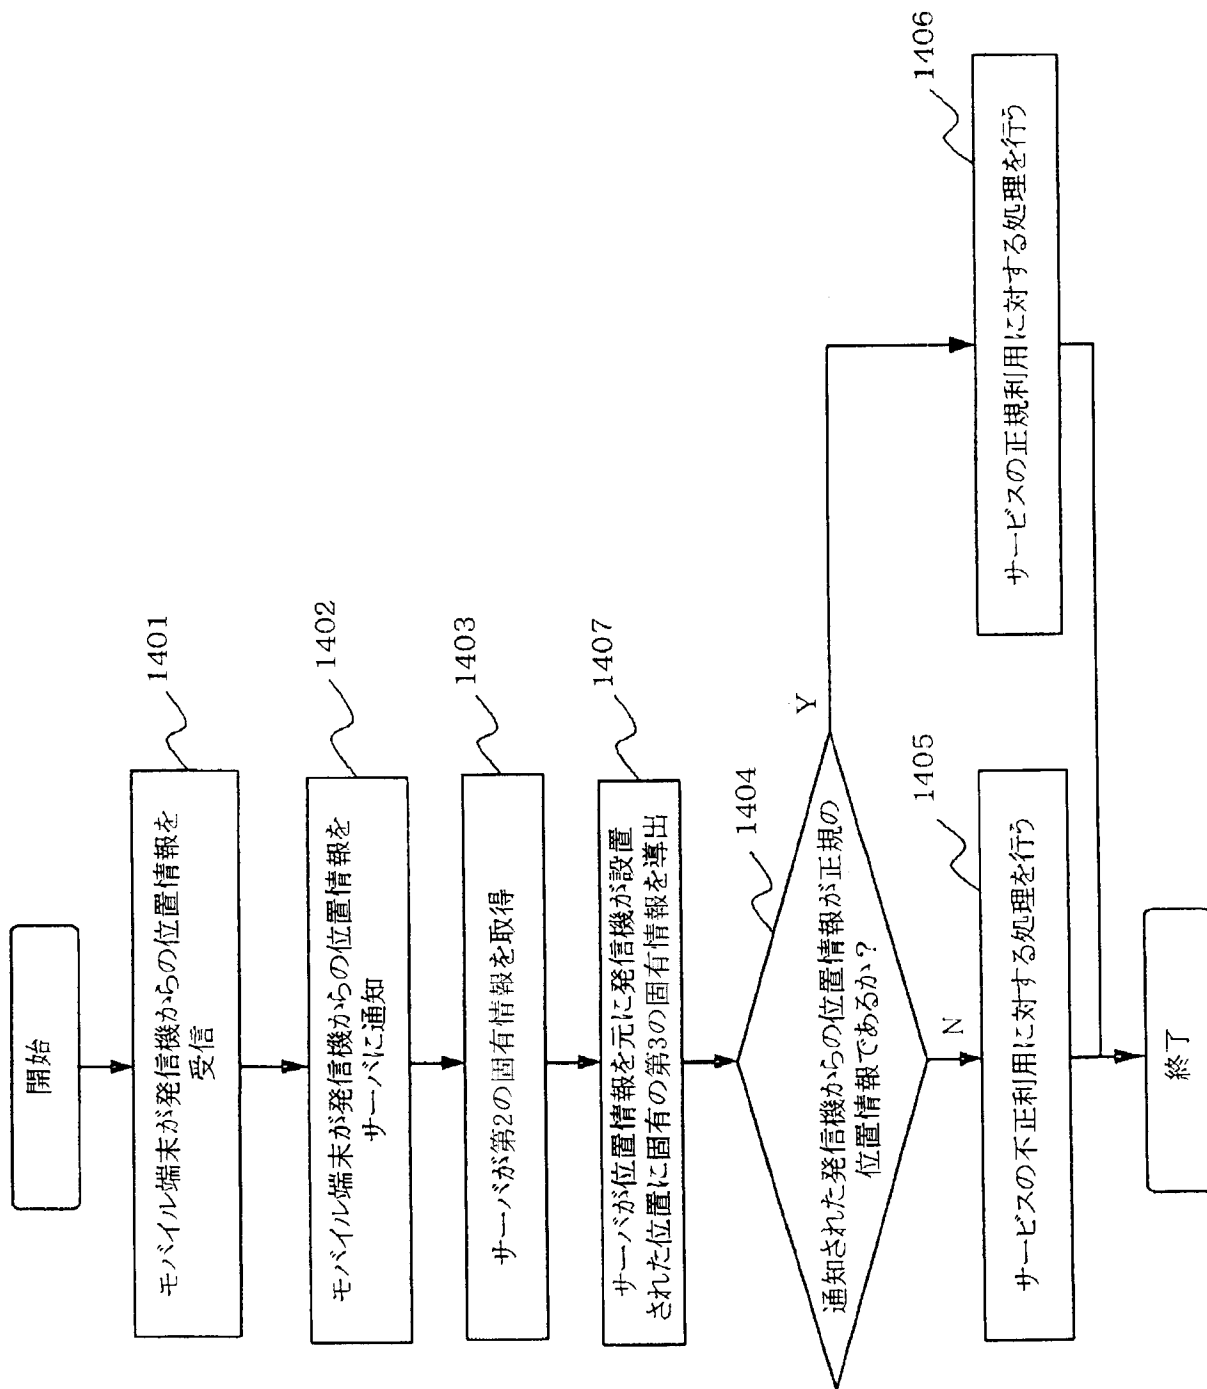 開始
モバイル端末が発信機からの位置情報を
受信
1401
モバイル端末が発信機からの位置情報を
サーバに通知
1402
サーバが第2の固有情報を取得
1403
サーバが位置情報を元に発信機が設置
された位置に固有の第3の固有情報を導出
1407
通知された発信機からの位置情報が正規の
位置情報であるか?
1404
Y
N
サービスの不正利用に対する処理を行う
1405
サービスの正規利用に対する処理を行う
1406
終了